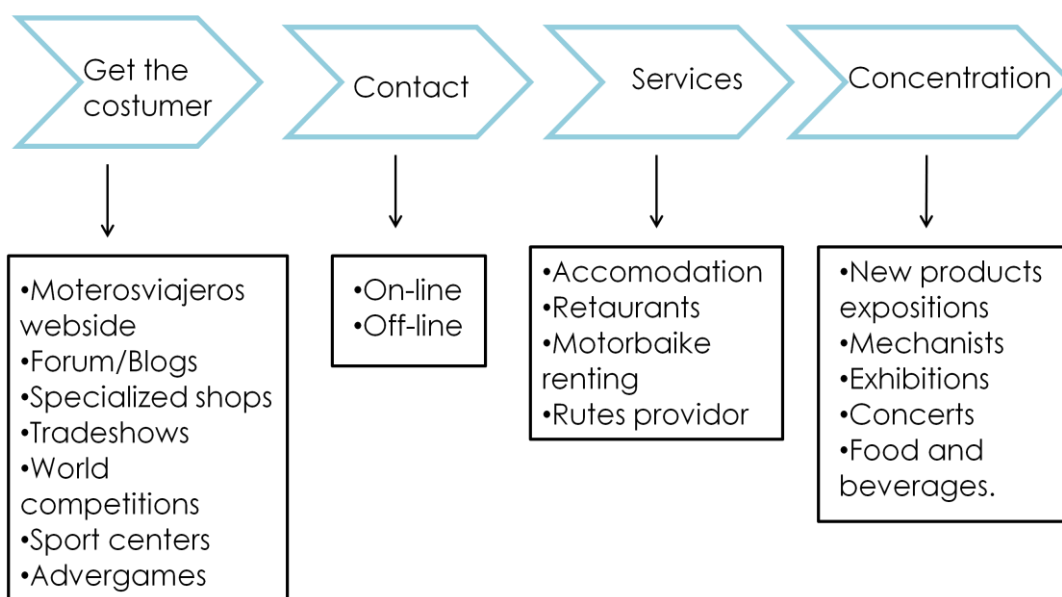 Get the
costumer
Contact
Services
Concentration
•Moterosviajeros
webside
•Forum/Blogs
•Specialized shops
•Tradeshows
•World
competitions
•Sport centers
•Advergames
•On-line
•Off-line
•Accomodation
•Retaurants
•Motorbaike
renting
•Rutes providor
•New products
expositions
•Mechanists
•Exhibitions
•Concerts
•Food and
beverages.